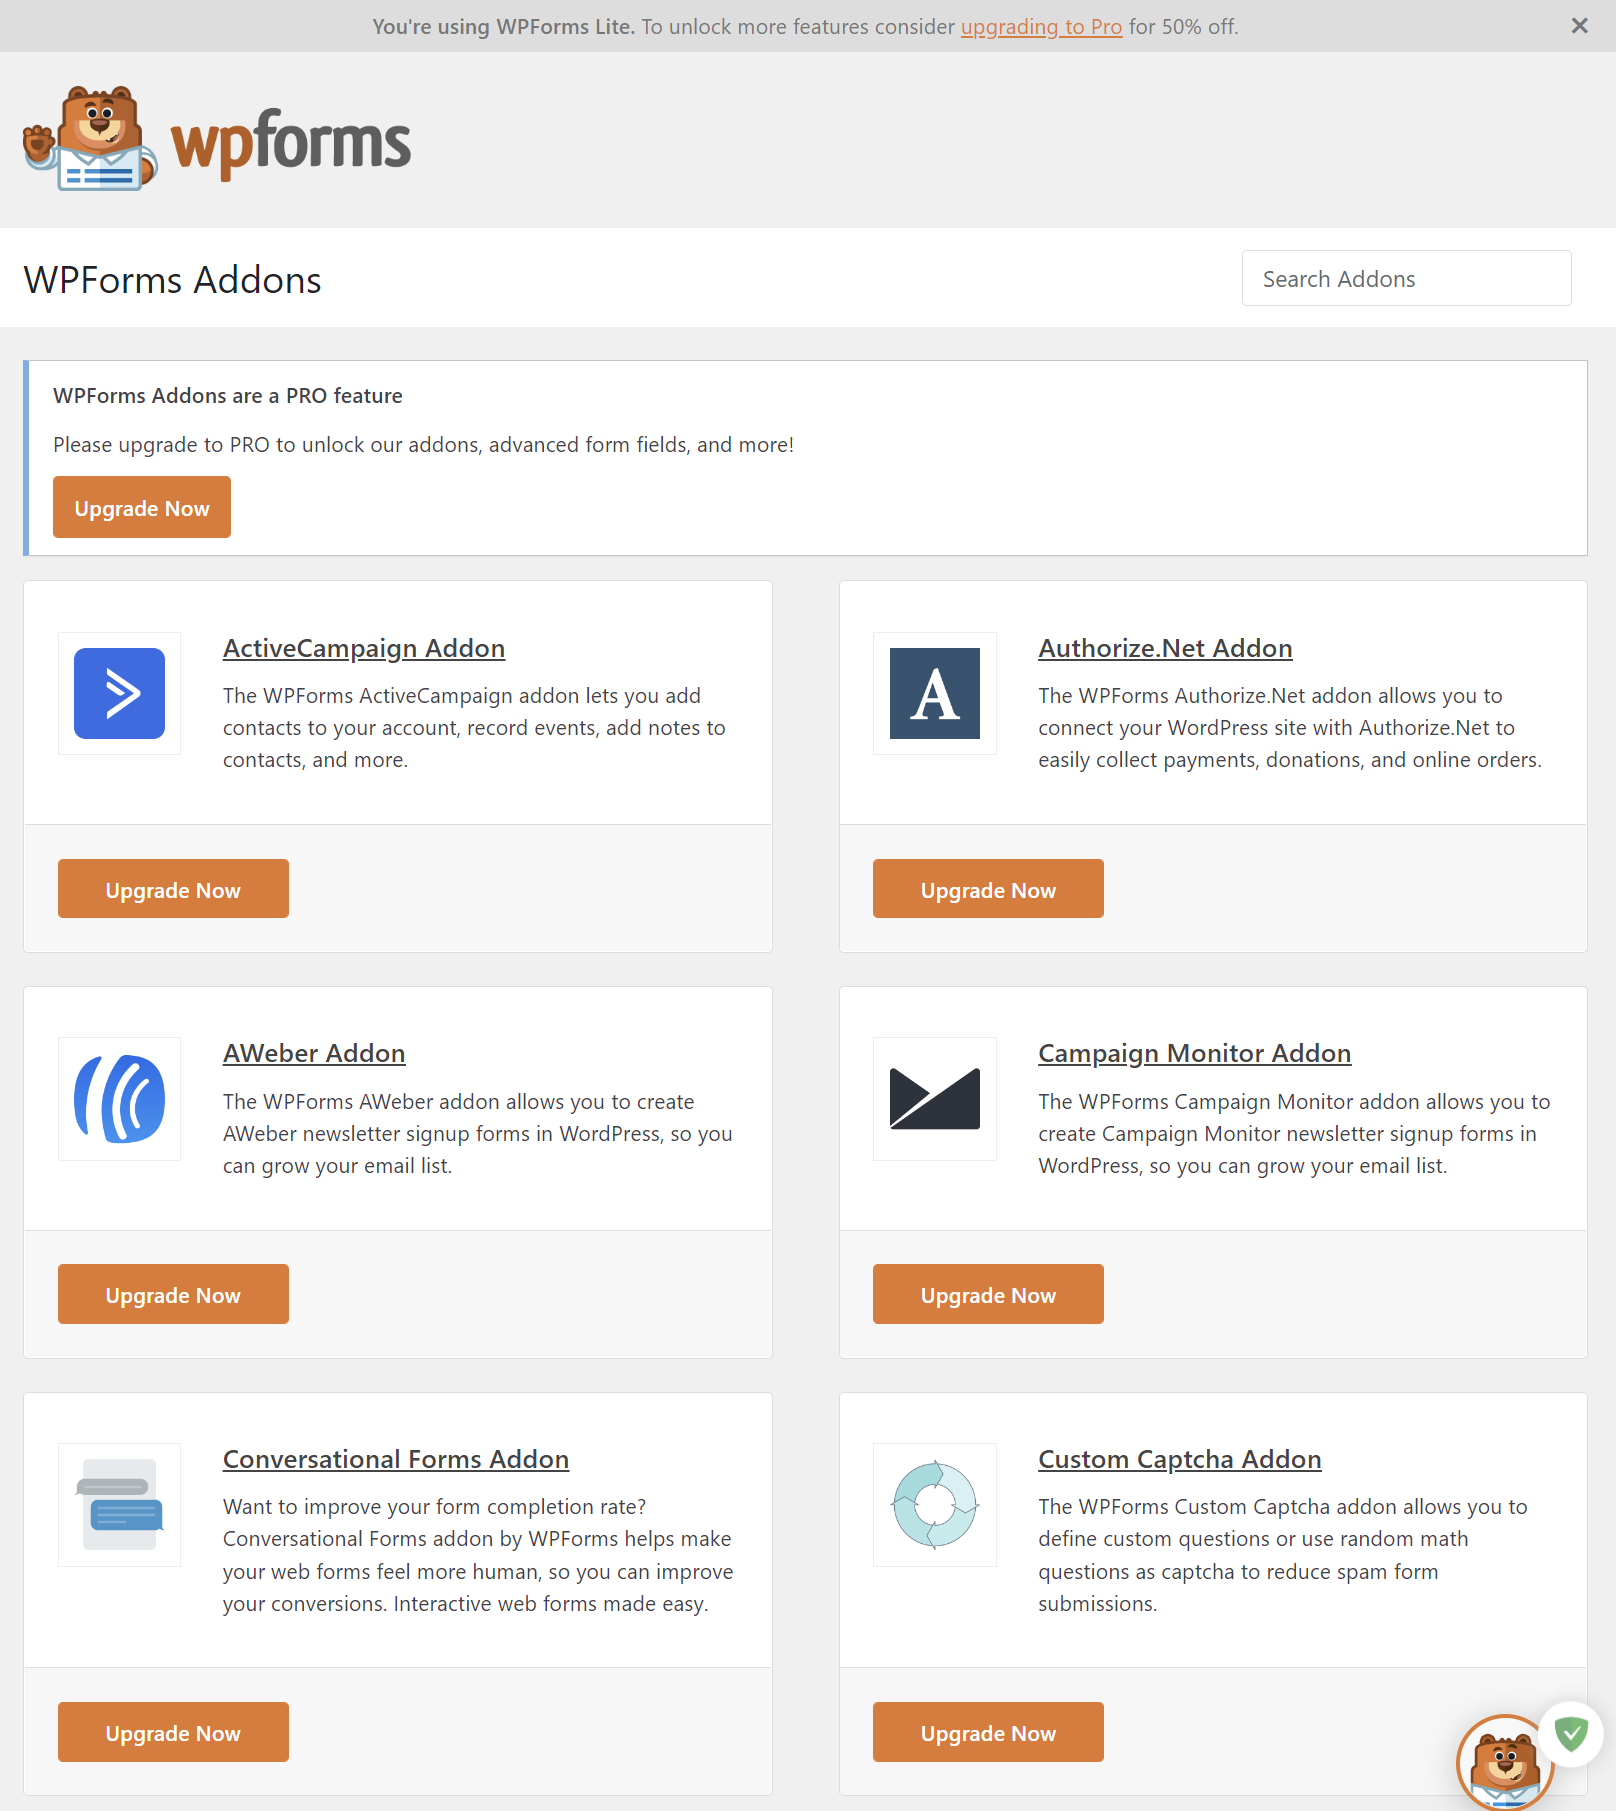 You're using WPForms Lite. To unlock more features consider upgrading to Pro for 50% off.
wpforms
WPForms Addons
Search Addons
WPForms Addons are a PRO feature
Please upgrade to PRO to unlock our addons, advanced form fields, and more!
Upgrade Now
ActiveCampaign Addon
The WPForms ActiveCampaign addon lets you add
contacts to your account, record events, add notes to
contacts, and more.
Upgrade Now
Authorize.Net Addon
The WPForms Authorize.Net addon allows you to
connect your WordPress site with Authorize.Net to
easily collect payments, donations, and online orders.
Upgrade Now
AWeber Addon
The WPForms AWeber addon allows you to create
AWeber newsletter signup forms in WordPress, so you
can grow your email list.
Upgrade Now
Campaign Monitor Addon
The WPForms Campaign Monitor addon allows you to
create Campaign Monitor newsletter signup forms in
WordPress, so you can grow your email list.
Upgrade Now
Conversational Forms Addon
Want to improve your form completion rate?
Conversational Forms addon by WPForms helps make
your web forms feel more human, so you can improve
your conversions. Interactive web forms made easy.
Upgrade Now
Custom Captcha Addon
The WPForms Custom Captcha addon allows you to
define custom questions or use random math
questions as captcha to reduce spam form
submissions.
Upgrade Now